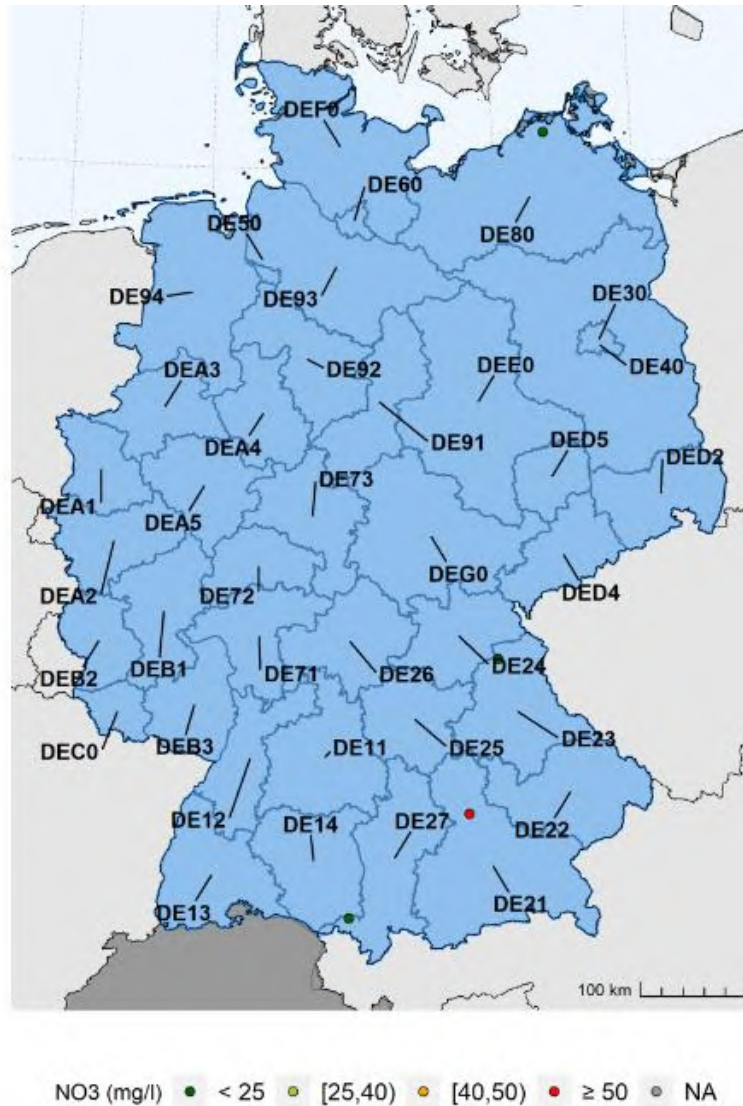 DEF0
DE60
DE50
DE80
DE94
DE93
DE30
DEA3
DE92
DEE0
DE40
DEA4
DE91
DED5
DED2
DE73
DEA1
DEA5
DEA2
DE72
DEG0
DED4
DEB2
DEB1
DE71
DE26
DE24
DEC0
DEB3
DE11
DE25
DE23
DE12
DE14
DE27
DE22
DE13
DE21
100 km
NO3 (mg/l) < 25 [25,40) [40,50) ≥ 50 NA